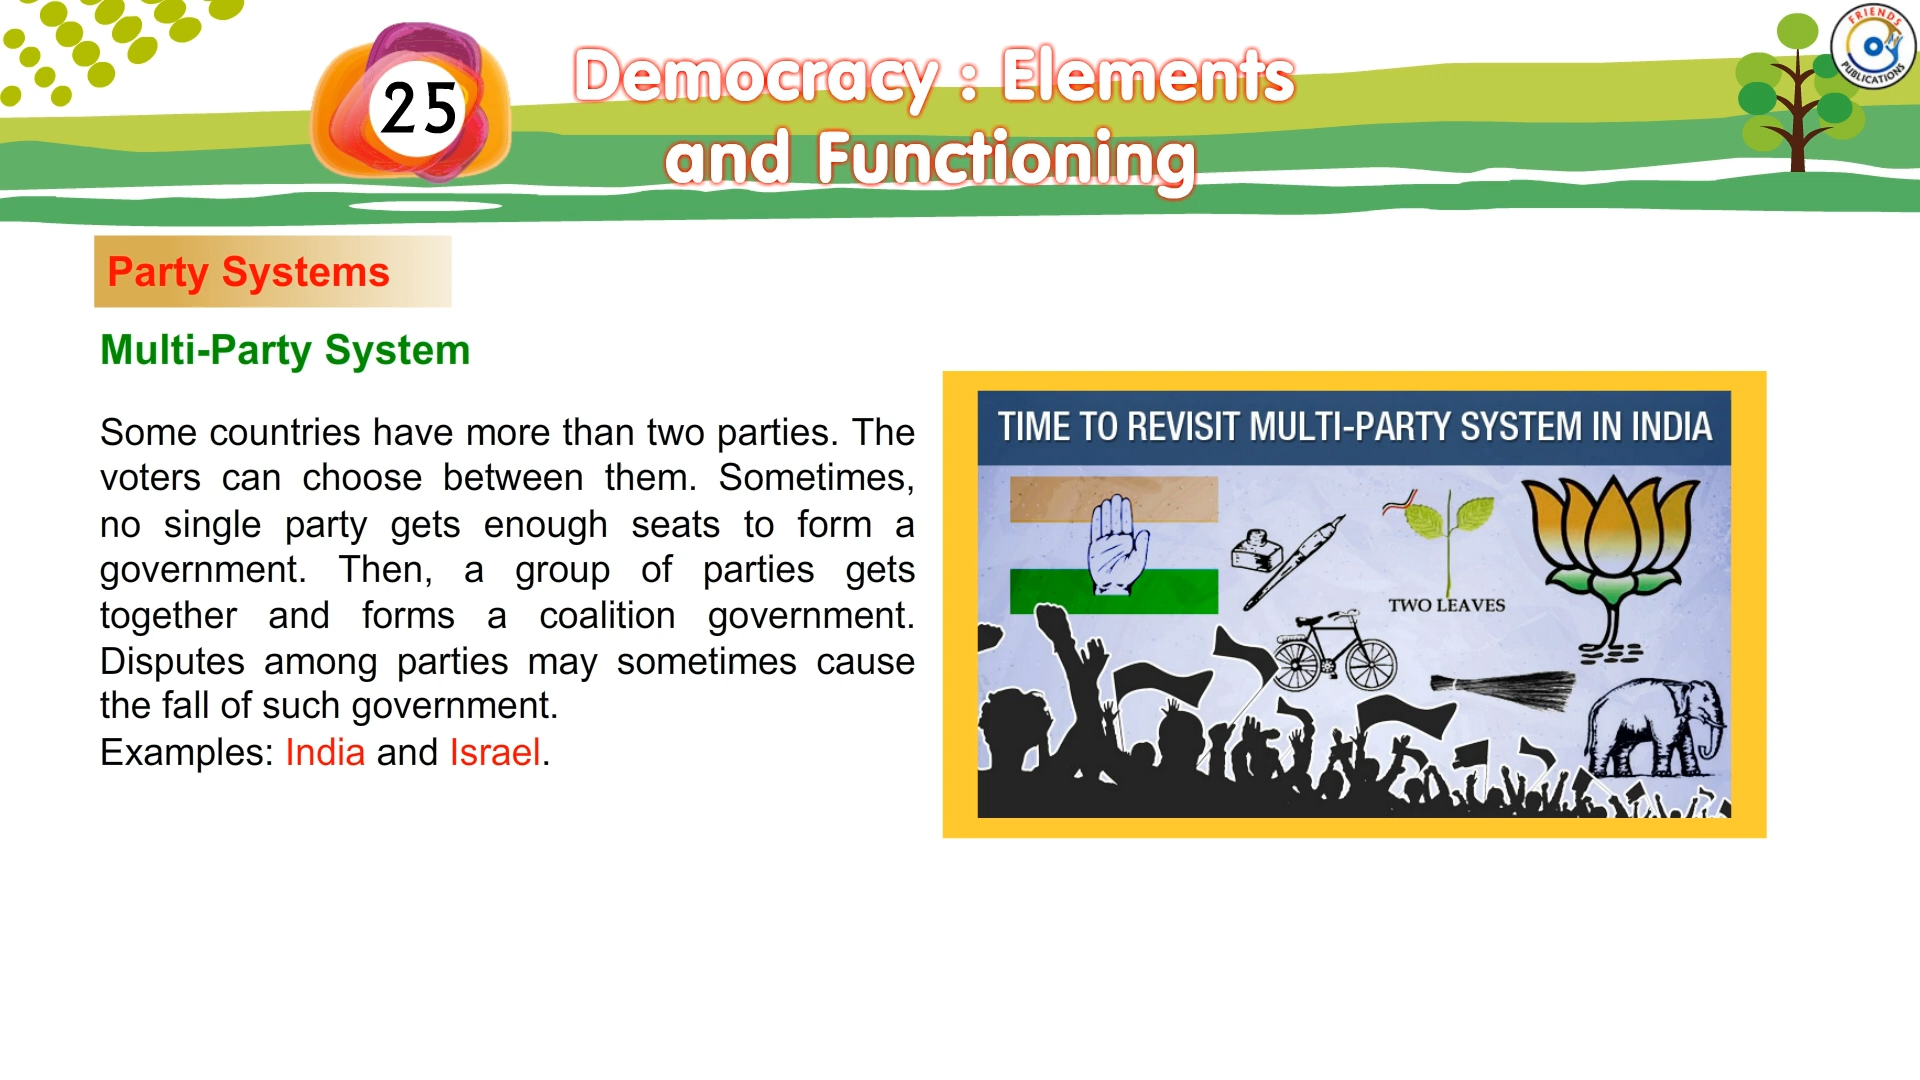 25
Democracy : Elements
and Functioning
FRIENDS
PUBLICATIONS
Party Systems
Multi-Party System
Some countries have more than two parties. The
voters can choose between them. Sometimes,
no single party gets enough seats to form a
government. Then, a group of parties gets
together and forms a coalition government.
Disputes among parties may sometimes cause
the fall of such government.
Examples: India and Israel.
TIME TO REVISIT MULTI-PARTY SYSTEM IN INDIA
TWO LEAVES